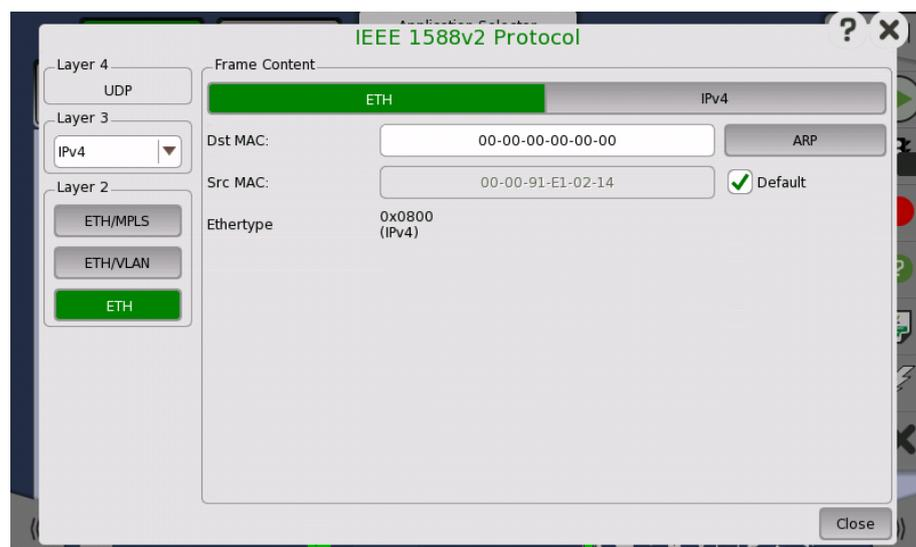 Application Selector
IEEE 1588v2 Protocol
?
Layer 4
UDP
Layer 3
IPv4
Layer 2
ETH/MPLS
ETH/VLAN
ETH
Frame Content
ETH IPv4
Dst MAC: 00-00-00-00-00-00 ARP
Src MAC: 00-00-91-E1-02-14 Default
Ethertype 0x0800
(IPv4)
Close